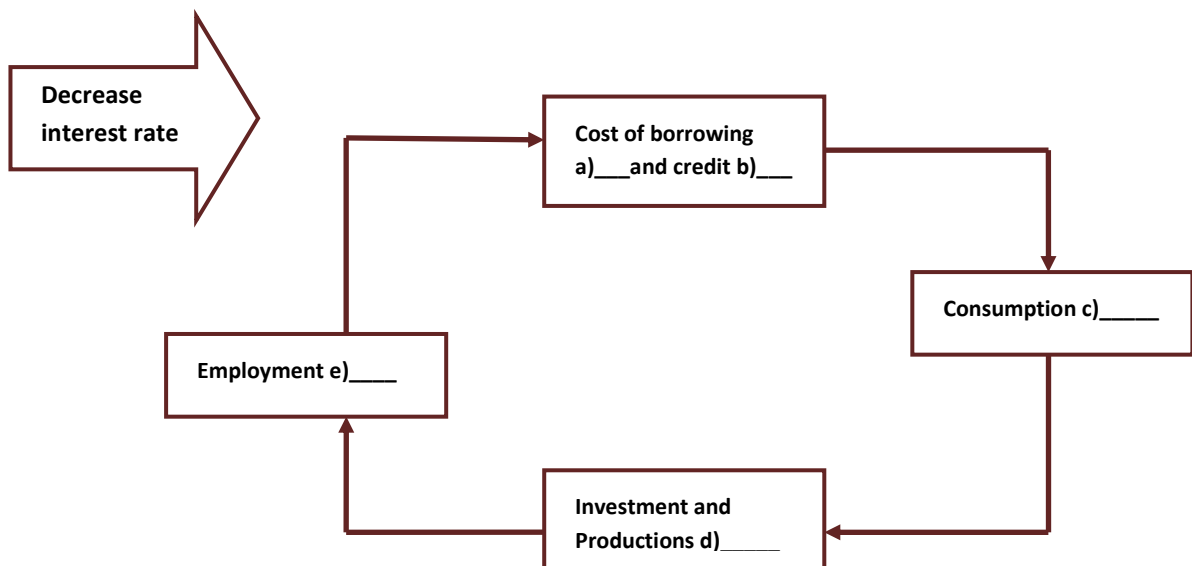 Decrease
interest rate
Cost of borrowing
a)___and credit b)___
Consumption c)_____
Investment and
Productions d)_____
Employment e)____